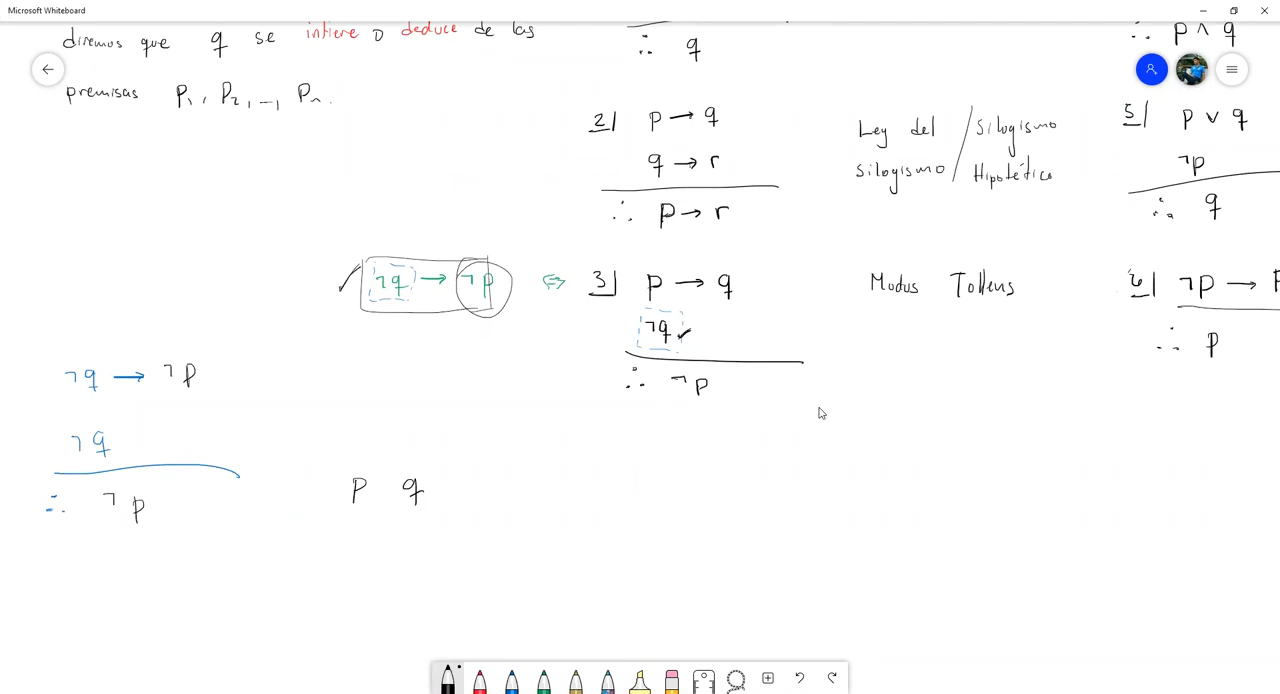 Microsoft Whiteboard
diremos que q se infiere o deduce de las
premisas P₁, P₂, ..., Pₙ.
∴ q
∴ p ∧ q
2| p → q
q → r
∴ p → r
Ley del / Silogismo
silogismo / Hipotético
5| p ∨ q
¬p
∴ q
✓ ¬q → ¬p ⇔ 3| p → q
¬q ✓
∴ ¬p
Modus Tollens
6| ¬p →
∴ p
¬q → ¬p
¬q
∴ ¬p
p q